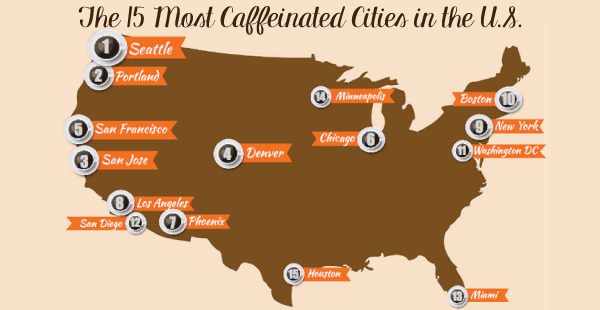 The 15 Most Caffeinated Cities in the U.S.
1 Seattle
2 Portland
14 Minneapolis
Boston 10
5 San Francisco
9 New York
Chicago 6
3 San Jose
4 Denver
11 Washington DC
8 Los Angeles
San Diego 12
7 Phoenix
15 Houston
13 Miami